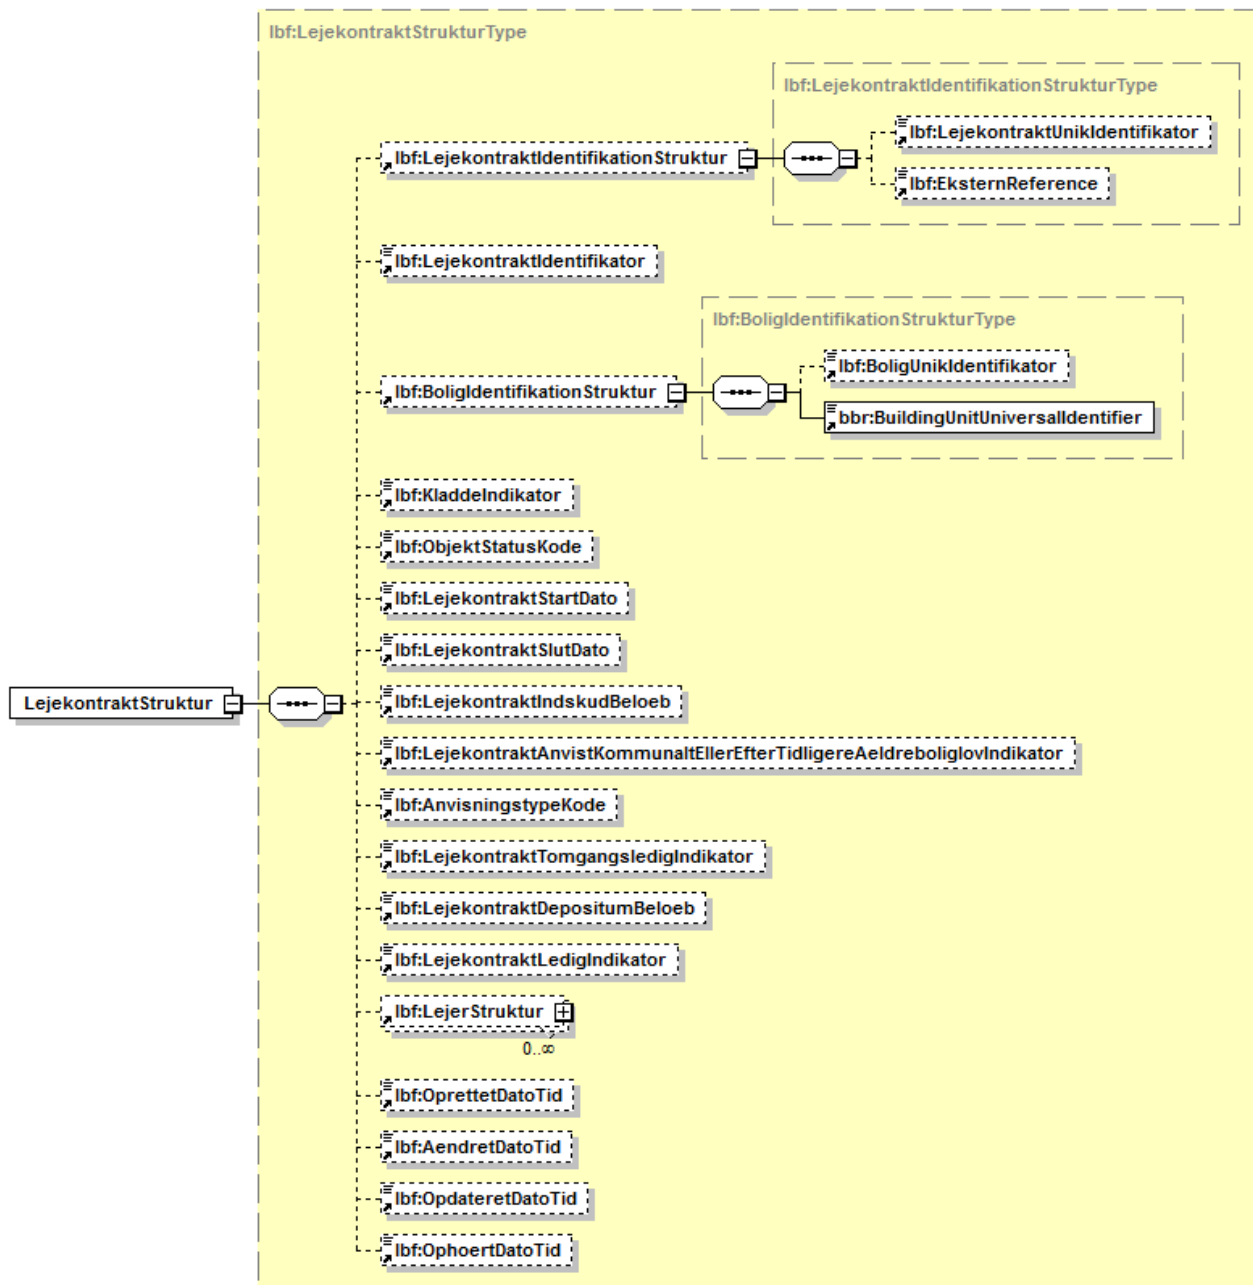 lbf:LejekontraktStrukturType
lbf:LejekontraktIdentifikationStrukturType
lbf:LejekontraktUnikIdentifikator
lbf:LejekontraktIdentifikationStruktur
lbf:EksternReference
lbf:LejekontraktIdentifikator
lbf:BoligIdentifikationStrukturType
lbf:BoligUnikIdentifikator
lbf:BoligIdentifikationStruktur
bbr:BuildingUnitUniversalIdentifier
lbf:KladdeIndikator
lbf:ObjektStatusKode
lbf:LejekontraktStartDato
lbf:LejekontraktSlutDato
LejekontraktStruktur
lbf:LejekontraktIndskudBeloeb
lbf:LejekontraktAnvistKommunaltEllerEfterTidligereAeldreboliglovIndikator
lbf:AnvisningstypeKode
lbf:LejekontraktTomgangsledigIndikator
lbf:LejekontraktDepositumBeloeb
lbf:LejekontraktLedigIndikator
lbf:LejerStruktur
0..∞
lbf:OprettetDatoTid
lbf:AendretDatoTid
lbf:OpdateretDatoTid
lbf:OphoertDatoTid